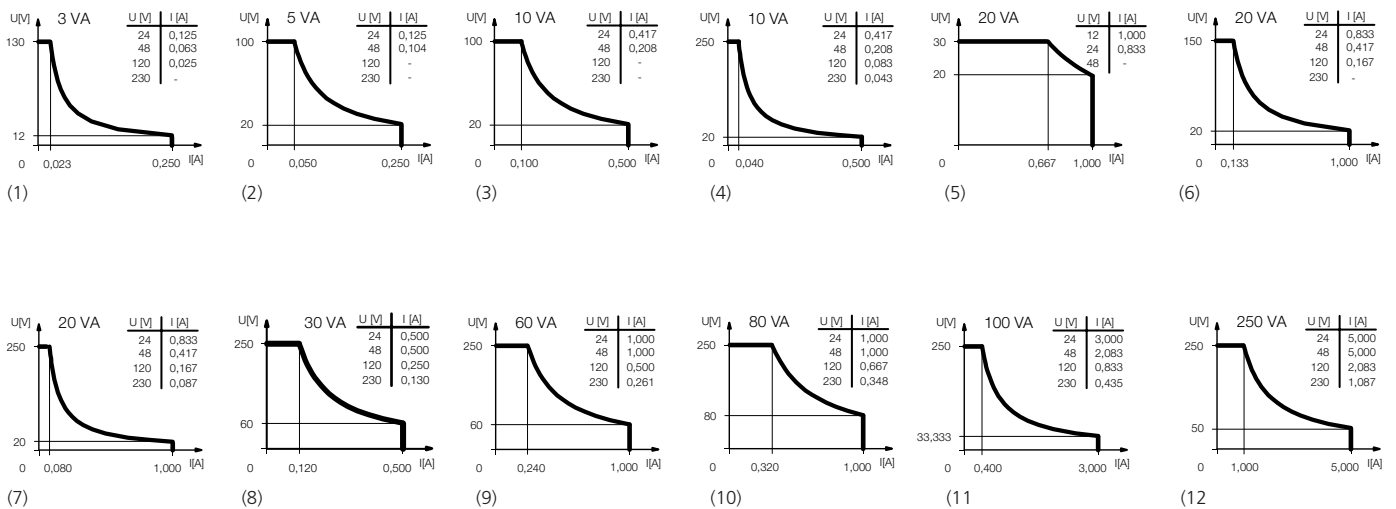 U[V] 3 VA U [V] I [A]
130 24 0,125
48 0,063
120 0,025
230 -
12
0 0,023 0,250 I[A]
(1)
U[V] 5 VA U [V] I [A]
100 24 0,125
48 0,104
120 -
230 -
20
0 0,050 0,250 I[A]
(2)
U[V] 10 VA U [V] I [A]
100 24 0,417
48 0,208
120 -
230 -
20
0 0,100 0,500 I[A]
(3)
U[V] 10 VA U [V] I [A]
250 24 0,417
48 0,208
120 0,083
230 0,043
20
0 0,040 0,500 I[A]
(4)
U[V] 20 VA U [V] I [A]
30 12 1,000
24 0,833
48 -
20
0 0,667 1,000 I[A]
(5)
U[V] 20 VA U [V] I [A]
150 24 0,833
48 0,417
120 0,167
230 -
20
0 0,133 1,000 I[A]
(6)
U[V] 20 VA U [V] I [A]
250 24 0,833
48 0,417
120 0,167
230 0,087
20
0 0,080 1,000 I[A]
(7)
U[V] 30 VA U [V] I [A]
250 24 0,500
48 0,500
120 0,250
230 0,130
60
0 0,120 0,500 I[A]
(8)
U[V] 60 VA U [V] I [A]
250 24 1,000
48 1,000
120 0,500
230 0,261
60
0 0,240 1,000 I[A]
(9)
U[V] 80 VA U [V] I [A]
250 24 1,000
48 1,000
120 0,667
230 0,348
80
0 0,320 1,000 I[A]
(10)
U[V] 100 VA U [V] I [A]
250 24 3,000
48 2,083
120 0,833
230 0,435
33,333
0 0,400 3,000 I[A]
(11
U[V] 250 VA U [V] I [A]
250 24 5,000
48 5,000
120 2,083
230 1,087
50
0 1,000 5,000 I[A]
(12